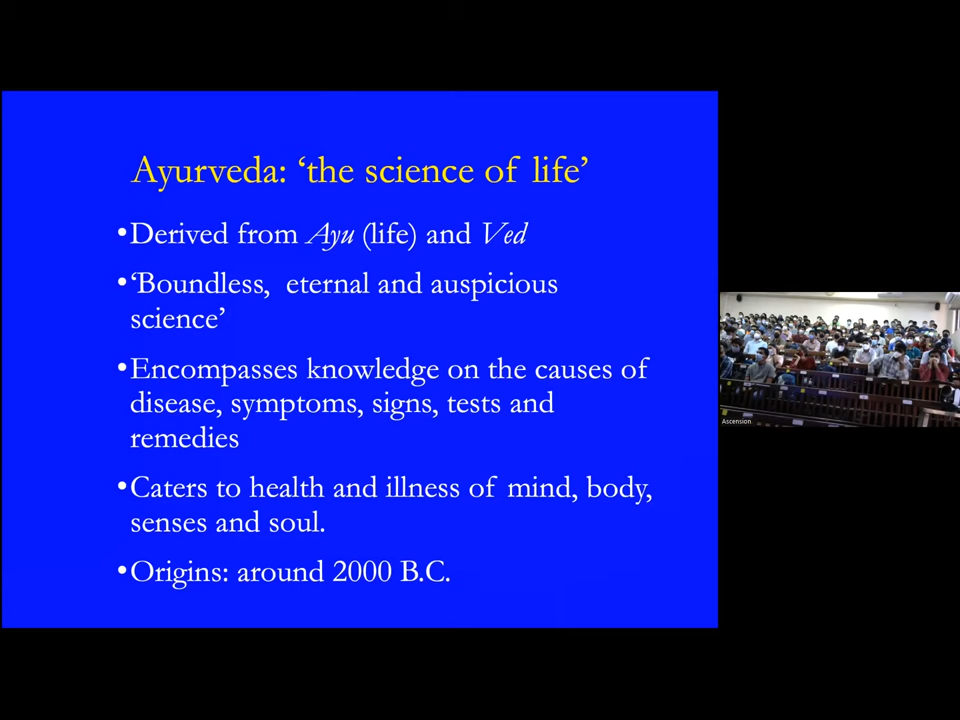 Ayurveda: ‘the science of life’
•Derived from Ayu (life) and Ved
•‘Boundless,  eternal and auspicious
science’
•Encompasses knowledge on the causes of
disease, symptoms, signs, tests and
remedies
•Caters to health and illness of mind, body,
senses and soul.
•Origins: around 2000 B.C.
Ascension